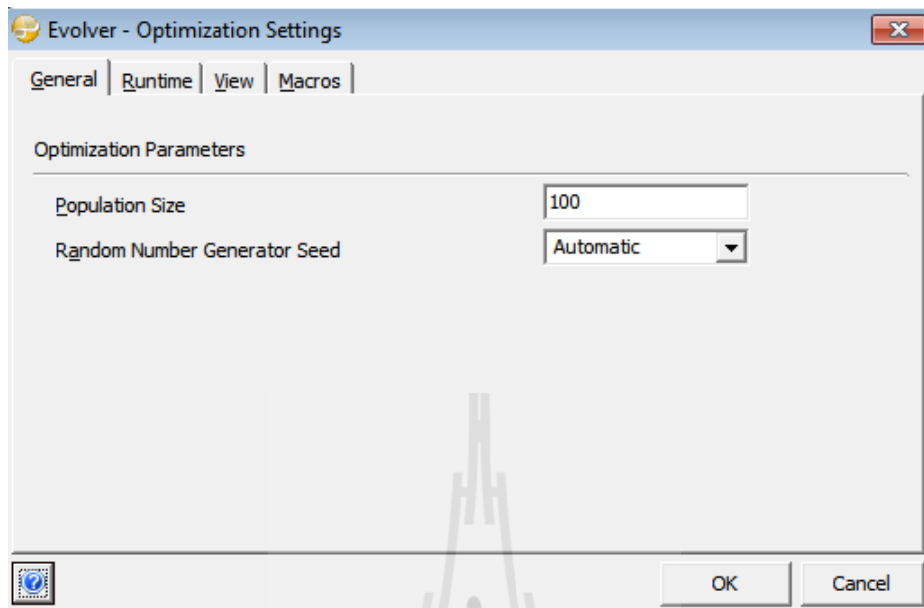 Evolver - Optimization Settings
General Runtime View Macros
Optimization Parameters
Population Size 100
Random Number Generator Seed Automatic
OK Cancel